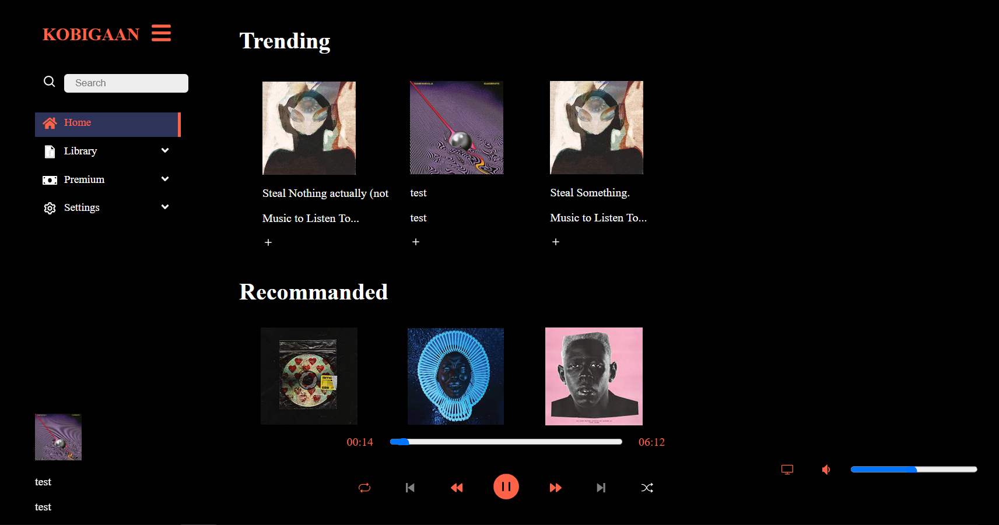 KOBIGAAN
Search
Home
Library
Premium
Settings
Trending
Steal Nothing actually (not
Music to Listen To...
test
test
Steal Something.
Music to Listen To...
Recommanded
amc
00:14
06:12
test
test